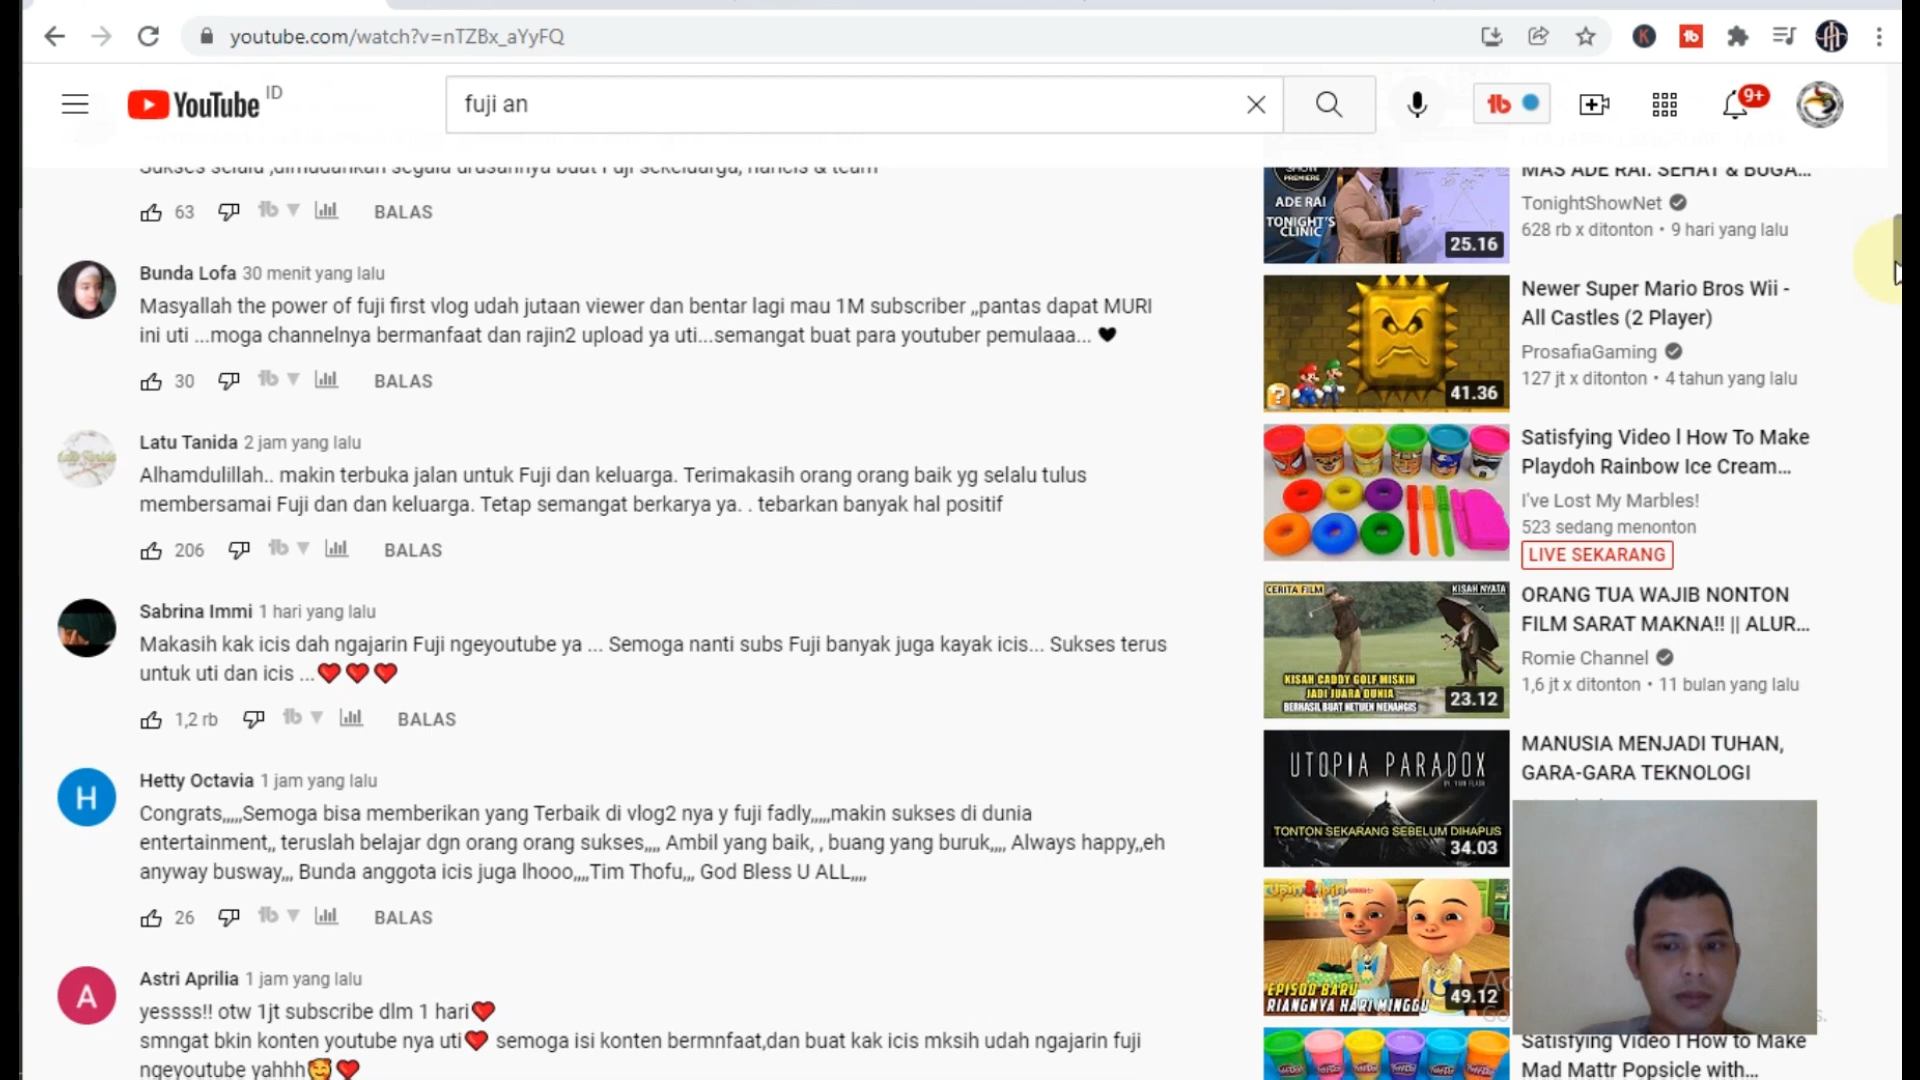 youtube.com/watch?v=nTZBx_aYyFQ
YouTube ID
fuji an
9+
Sukses selalu ,dimudahkan segala urusannya buat Fuji sekeluarga, haricis & team
63 BALAS
Bunda Lofa 30 menit yang lalu
Masyallah the power of fuji first vlog udah jutaan viewer dan bentar lagi mau 1M subscriber ,,pantas dapat MURI
ini uti ...moga channelnya bermanfaat dan rajin2 upload ya uti...semangat buat para youtuber pemulaaa... 🖤
30 BALAS
Latu Tanida 2 jam yang lalu
Alhamdulillah.. makin terbuka jalan untuk Fuji dan keluarga. Terimakasih orang orang baik yg selalu tulus
membersamai Fuji dan dan keluarga. Tetap semangat berkarya ya. . tebarkan banyak hal positif
206 BALAS
Sabrina Immi 1 hari yang lalu
Makasih kak icis dah ngajarin Fuji ngeyoutube ya ... Semoga nanti subs Fuji banyak juga kayak icis... Sukses terus
untuk uti dan icis ...❤️❤️❤️
1,2 rb BALAS
Hetty Octavia 1 jam yang lalu
H
Congrats,,,,,Semoga bisa memberikan yang Terbaik di vlog2 nya y fuji fadly,,,,,makin sukses di dunia
entertainment,, teruslah belajar dgn orang orang sukses,,,, Ambil yang baik, , buang yang buruk,,,, Always happy,,eh
anyway busway,,, Bunda anggota icis juga lhooo,,,,Tim Thofu,,, God Bless U ALL,,,,
26 BALAS
Astri Aprilia 1 jam yang lalu
A
yessss!! otw 1jt subscribe dlm 1 hari❤️
smngat bkin konten youtube nya uti❤️ semoga isi konten bermnfaat,dan buat kak icis mksih udah ngajarin fuji
ngeyoutube yahhh🥰❤️
SHOW
PREMIERE
ADE RAI
TONIGHT'S
CLINIC
25.16
MAS ADE RAI. SEHAT & BUGA...
TonightShowNet
628 rb x ditonton • 9 hari yang lalu
41.36
Newer Super Mario Bros Wii -
All Castles (2 Player)
ProsafiaGaming
127 jt x ditonton • 4 tahun yang lalu
Satisfying Video l How To Make
Playdoh Rainbow Ice Cream...
I've Lost My Marbles!
523 sedang menonton
LIVE SEKARANG
CERITA FILM
KISAH NYATA
KISAH CADDY GOLF MISKIN
JADI JUARA DUNIA
BERHASIL BUAT NETIJEN MENANGIS
23.12
ORANG TUA WAJIB NONTON
FILM SARAT MAKNA!! || ALUR...
Romie Channel
1,6 jt x ditonton • 11 bulan yang lalu
UTOPIA PARADOX
TONTON SEKARANG SEBELUM DIHAPUS
34.03
MANUSIA MENJADI TUHAN,
GARA-GARA TEKNOLOGI
Upin&Ipin
EPISOD BARU
RIANGNYA HARI MINGGU
49.12
Satisfying Video l How to Make
Mad Mattr Popsicle with...